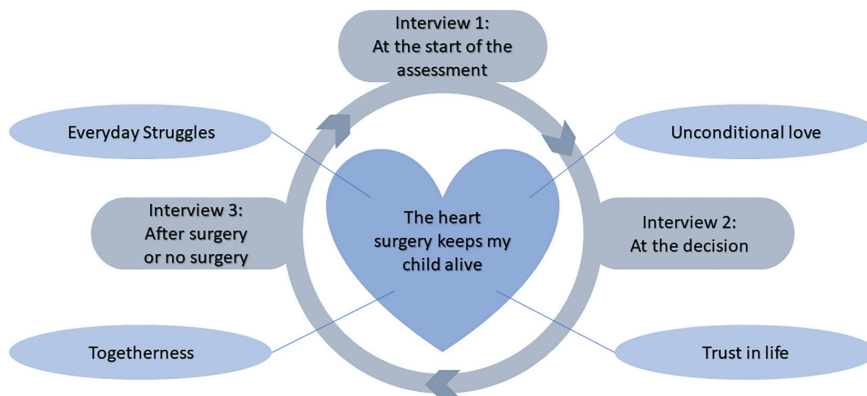 Interview 1:
At the start of the
assessment
Everyday Struggles
Unconditional love
Interview 3:
After surgery
or no surgery
The heart
surgery keeps my
child alive
Interview 2:
At the decision
Togetherness
Trust in life